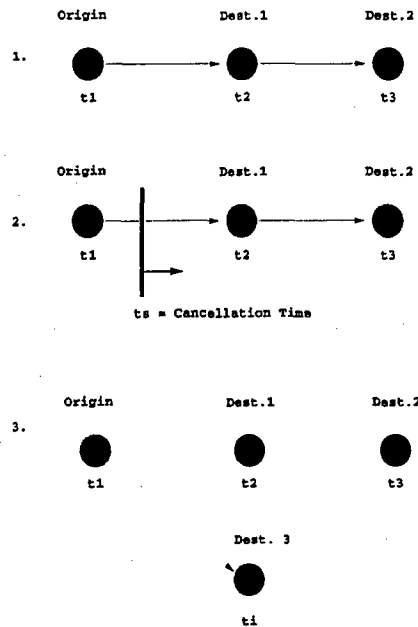 Origin Dest.1 Dest.2
1.
t1 t2 t3
Origin Dest.1 Dest.2
2.
t1 t2 t3
ts = Cancellation Time
Origin Dest.1 Dest.2
3.
t1 t2 t3
Dest. 3
ti